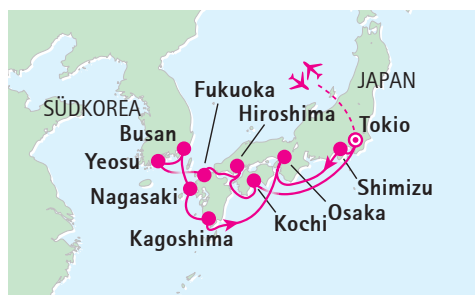 Fukuoka
JAPAN
SÜDKOREA
Hiroshima
Busan
Tokio
Yeosu
Nagasaki
Shimizu
Kochi
Osaka
Kagoshima